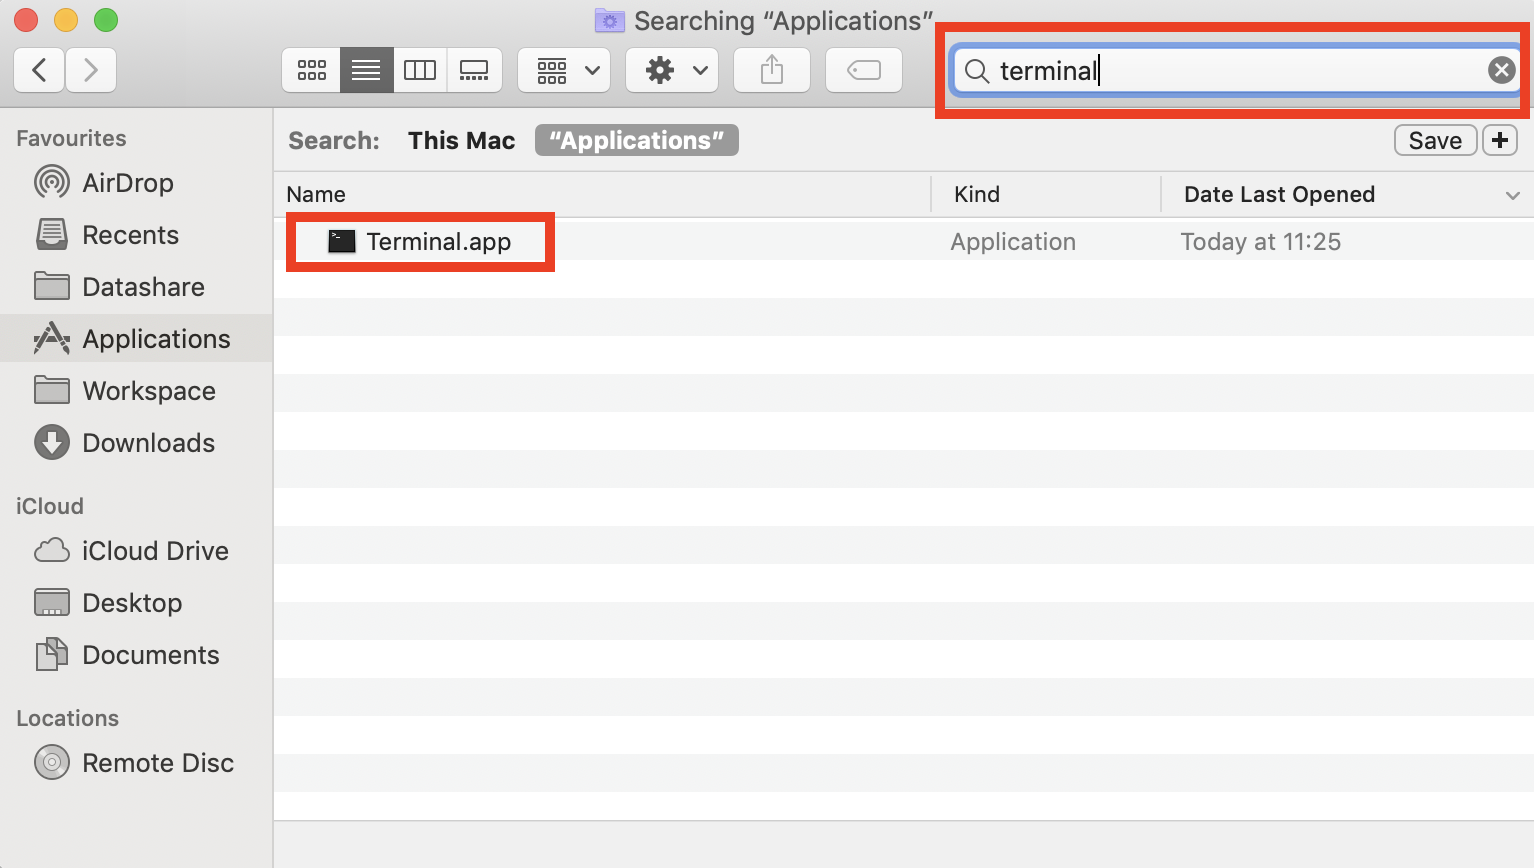 Searching “Applications”
terminal
Favourites
AirDrop
Recents
Datashare
Applications
Workspace
Downloads
iCloud
iCloud Drive
Desktop
Documents
Locations
Remote Disc
Search: This Mac “Applications” Save +
Name Kind Date Last Opened
Terminal.app Application Today at 11:25